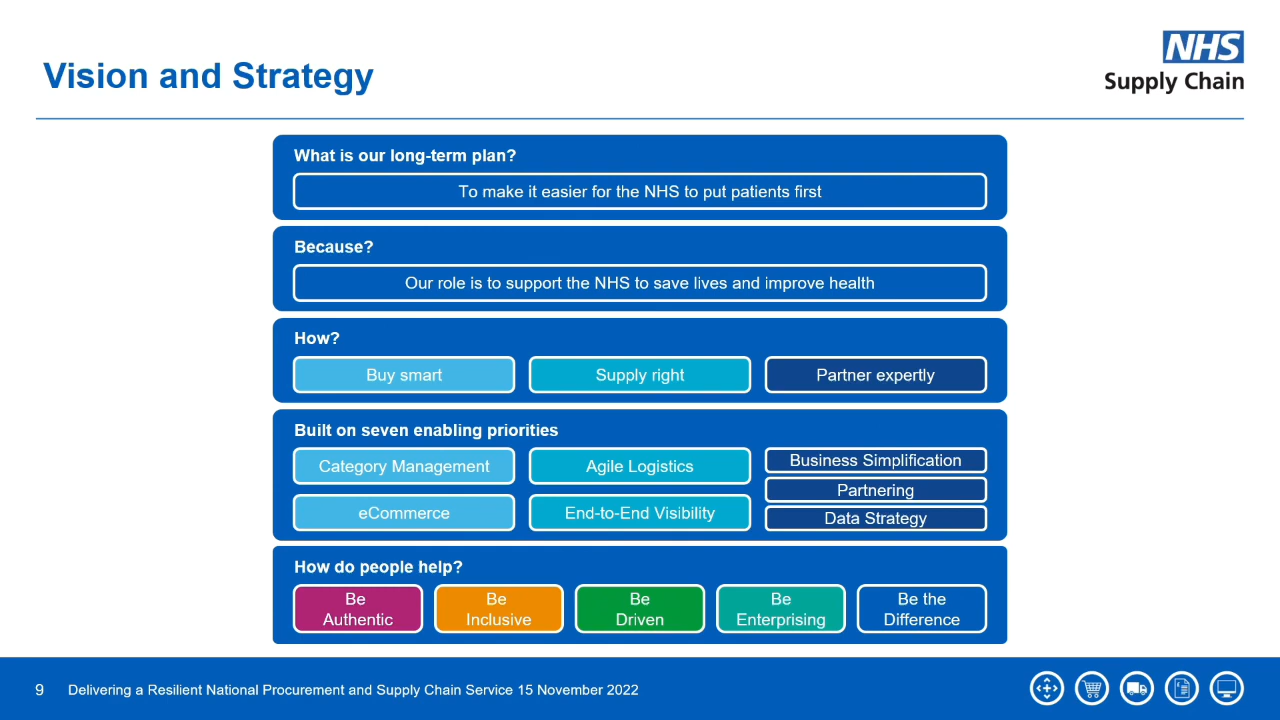 Vision and Strategy
NHS
Supply Chain
What is our long-term plan?
To make it easier for the NHS to put patients first
Because?
Our role is to support the NHS to save lives and improve health
How?
Buy smart
Supply right
Partner expertly
Built on seven enabling priorities
Category Management
Agile Logistics
Business Simplification
Partnering
eCommerce
End-to-End Visibility
Data Strategy
How do people help?
Be
Authentic
Be
Inclusive
Be
Driven
Be
Enterprising
Be the
Difference
9
Delivering a Resilient National Procurement and Supply Chain Service 15 November 2022